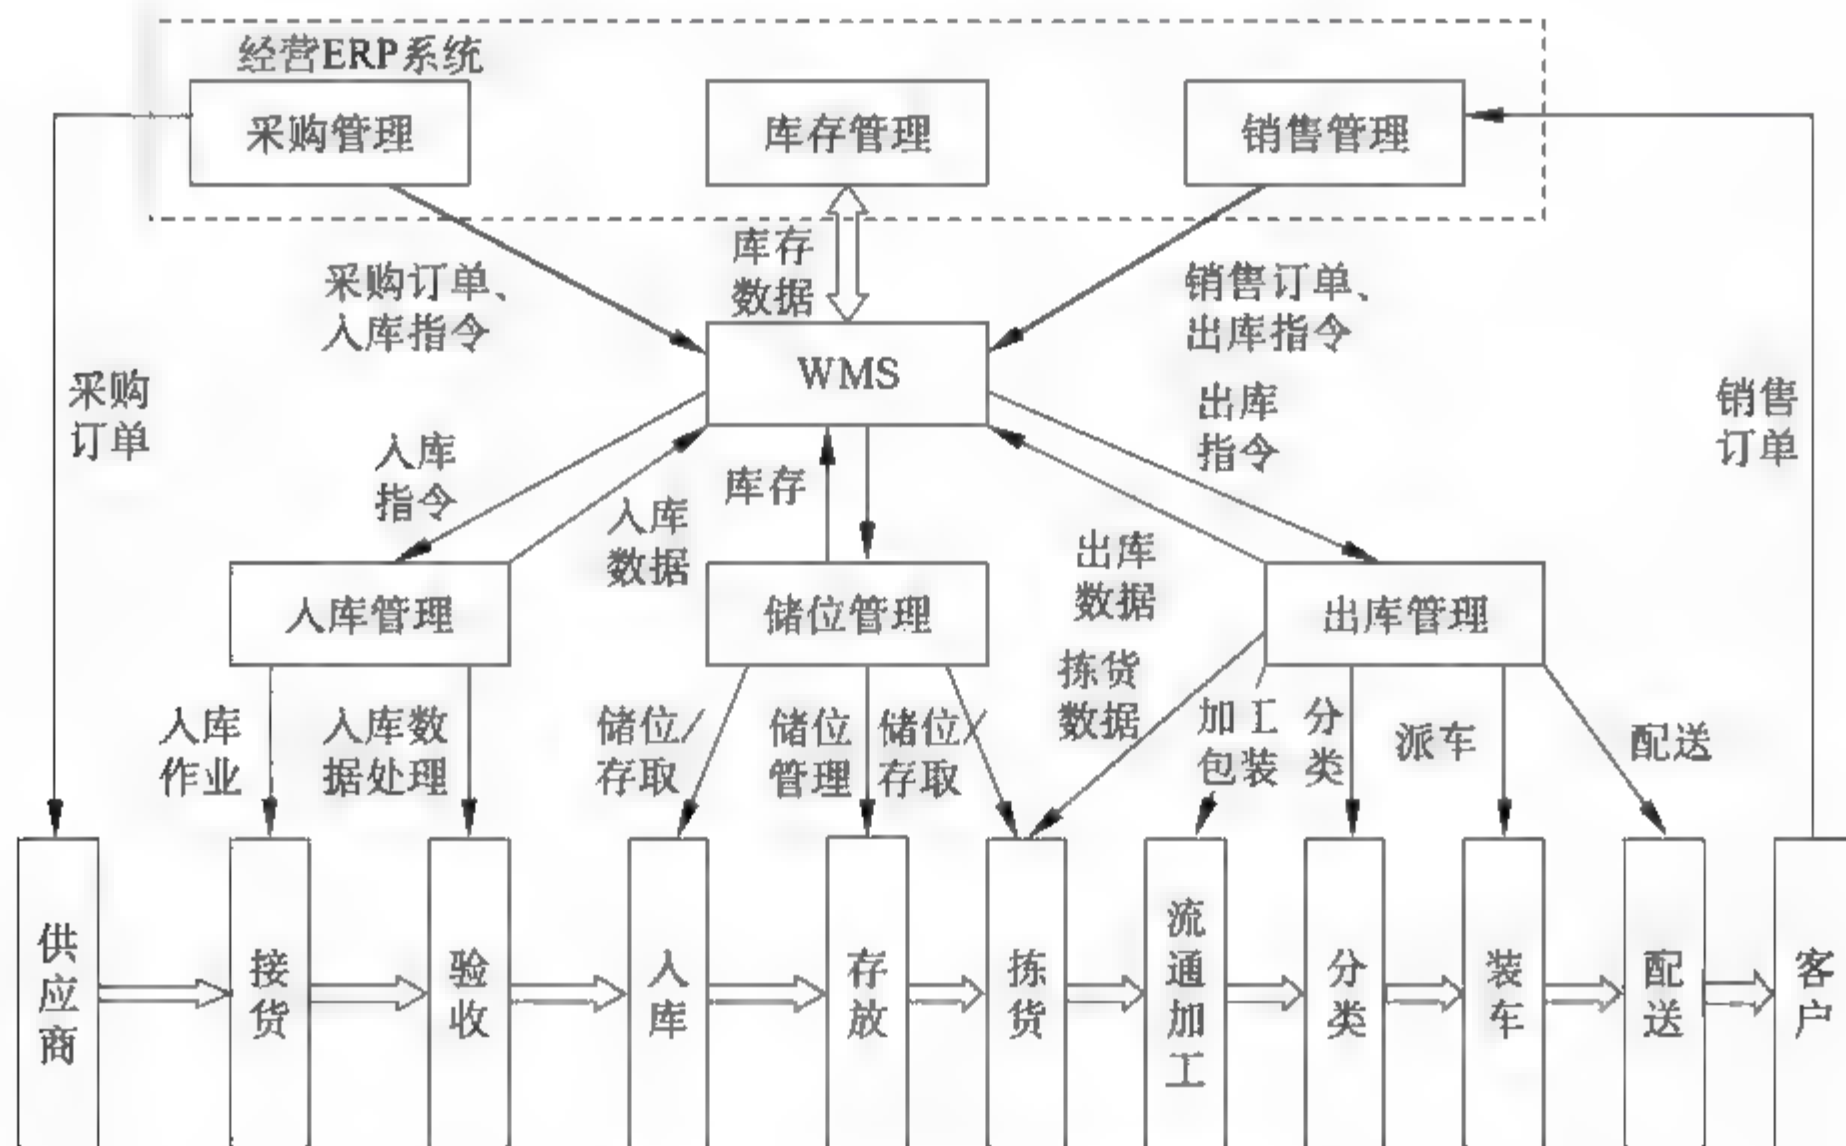 经营ERP系统
采购管理
库存管理
销售管理
库存
数据
采购订单、
入库指令
销售订单、
出库指令
WMS
采购
订单
出库
指令
销售
订单
入库
指令
库存
入库
数据
出库
数据
入库管理
储位管理
出库管理
拣货
数据
入库
作业
入库数
据处理
储位/
存取
储位
管理
储位/
存取
加工
包装
分
类
派车
配送
供应商
接货
验收
入库
存放
拣货
流通加工
分类
装车
配送
客户